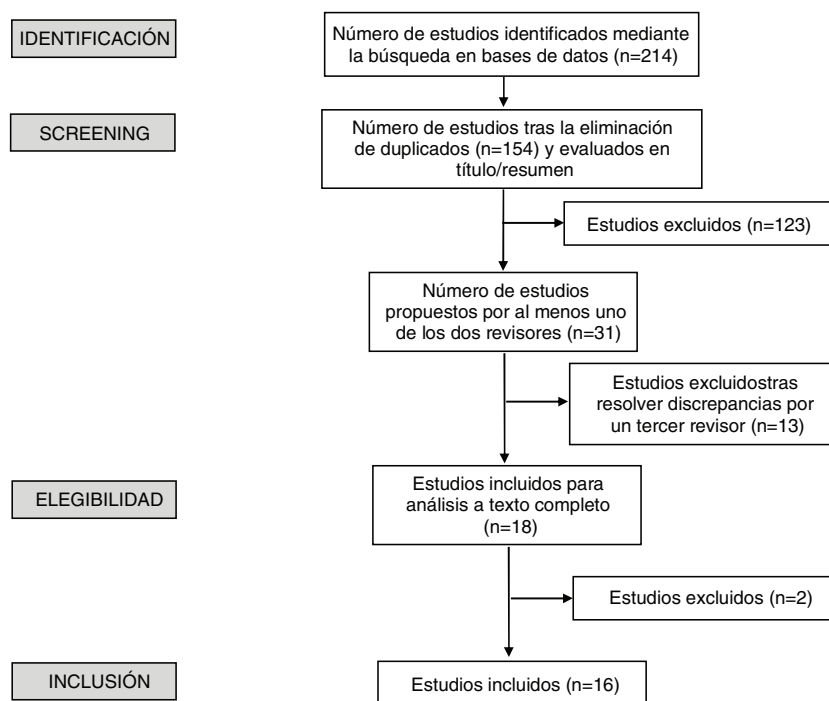 IDENTIFICACIÓN
Número de estudios identificados mediante
la búsqueda en bases de datos (n=214)
SCREENING
Número de estudios tras la eliminación
de duplicados (n=154) y evaluados en
título/resumen
Estudios excluidos (n=123)
Número de estudios
propuestos por al menos uno
de los dos revisores (n=31)
Estudios excluidostras
resolver discrepancias por
un tercer revisor (n=13)
ELEGIBILIDAD
Estudios incluidos para
análisis a texto completo
(n=18)
Estudios excluidos (n=2)
INCLUSIÓN
Estudios incluidos (n=16)